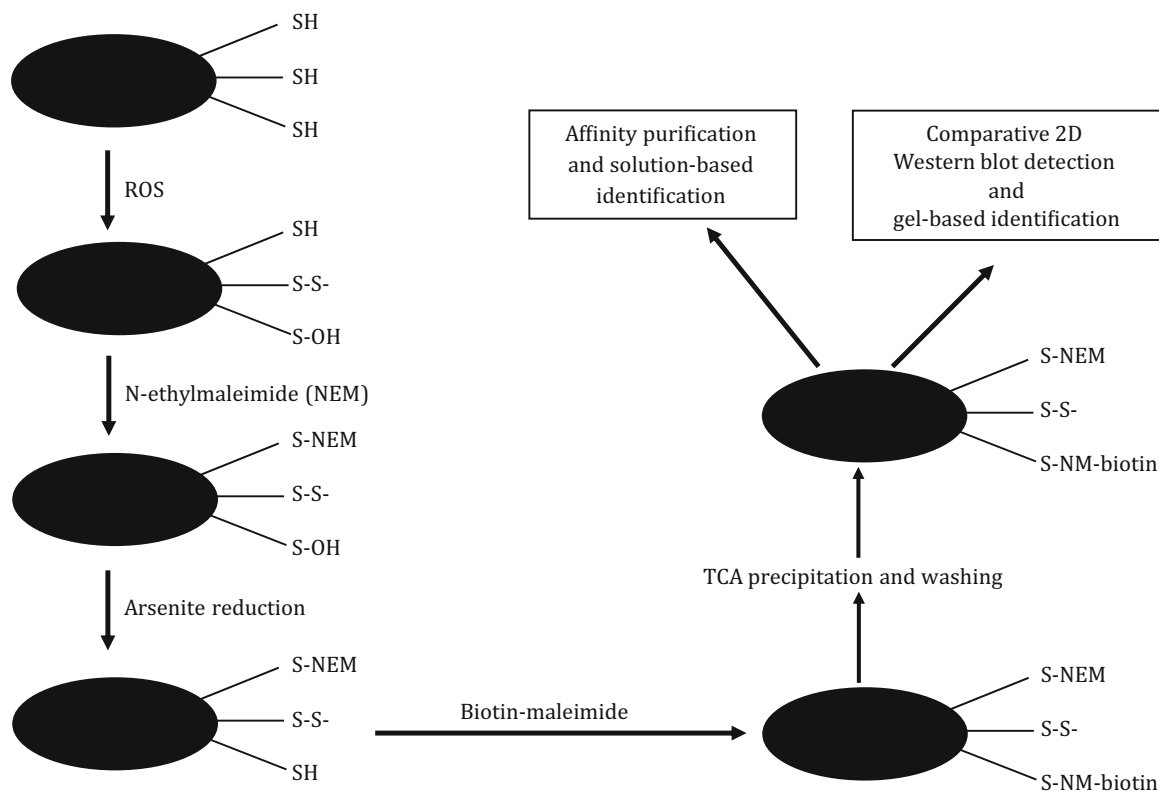 SH
SH
SH
ROS
SH
S-S-
S-OH
N-ethylmaleimide (NEM)
S-NEM
S-S-
S-OH
Arsenite reduction
S-NEM
S-S-
SH
Biotin-maleimide
S-NEM
S-S-
S-NM-biotin
TCA precipitation and washing
S-NEM
S-S-
S-NM-biotin
Affinity purification
and solution-based
identification
Comparative 2D
Western blot detection
and
gel-based identification